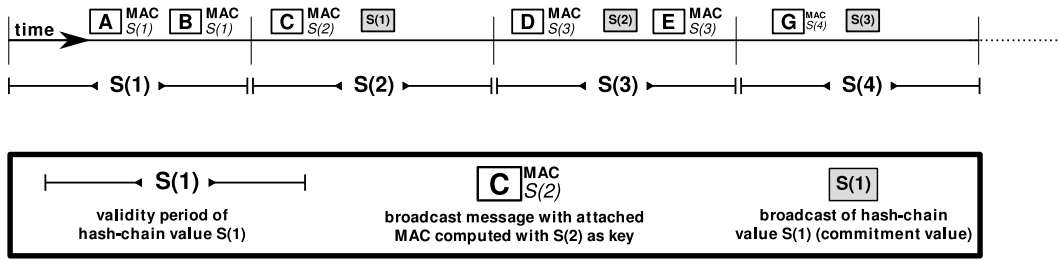 time A MAC S(1) B MAC S(1) C MAC S(2) S(1) D MAC S(3) S(2) E MAC S(3) G MAC S(4) S(3)
S(1) S(2) S(3) S(4)
S(1) C MAC S(2) S(1)
validity period of
hash-chain value S(1)
broadcast message with attached
MAC computed with S(2) as key
broadcast of hash-chain
value S(1) (commitment value)